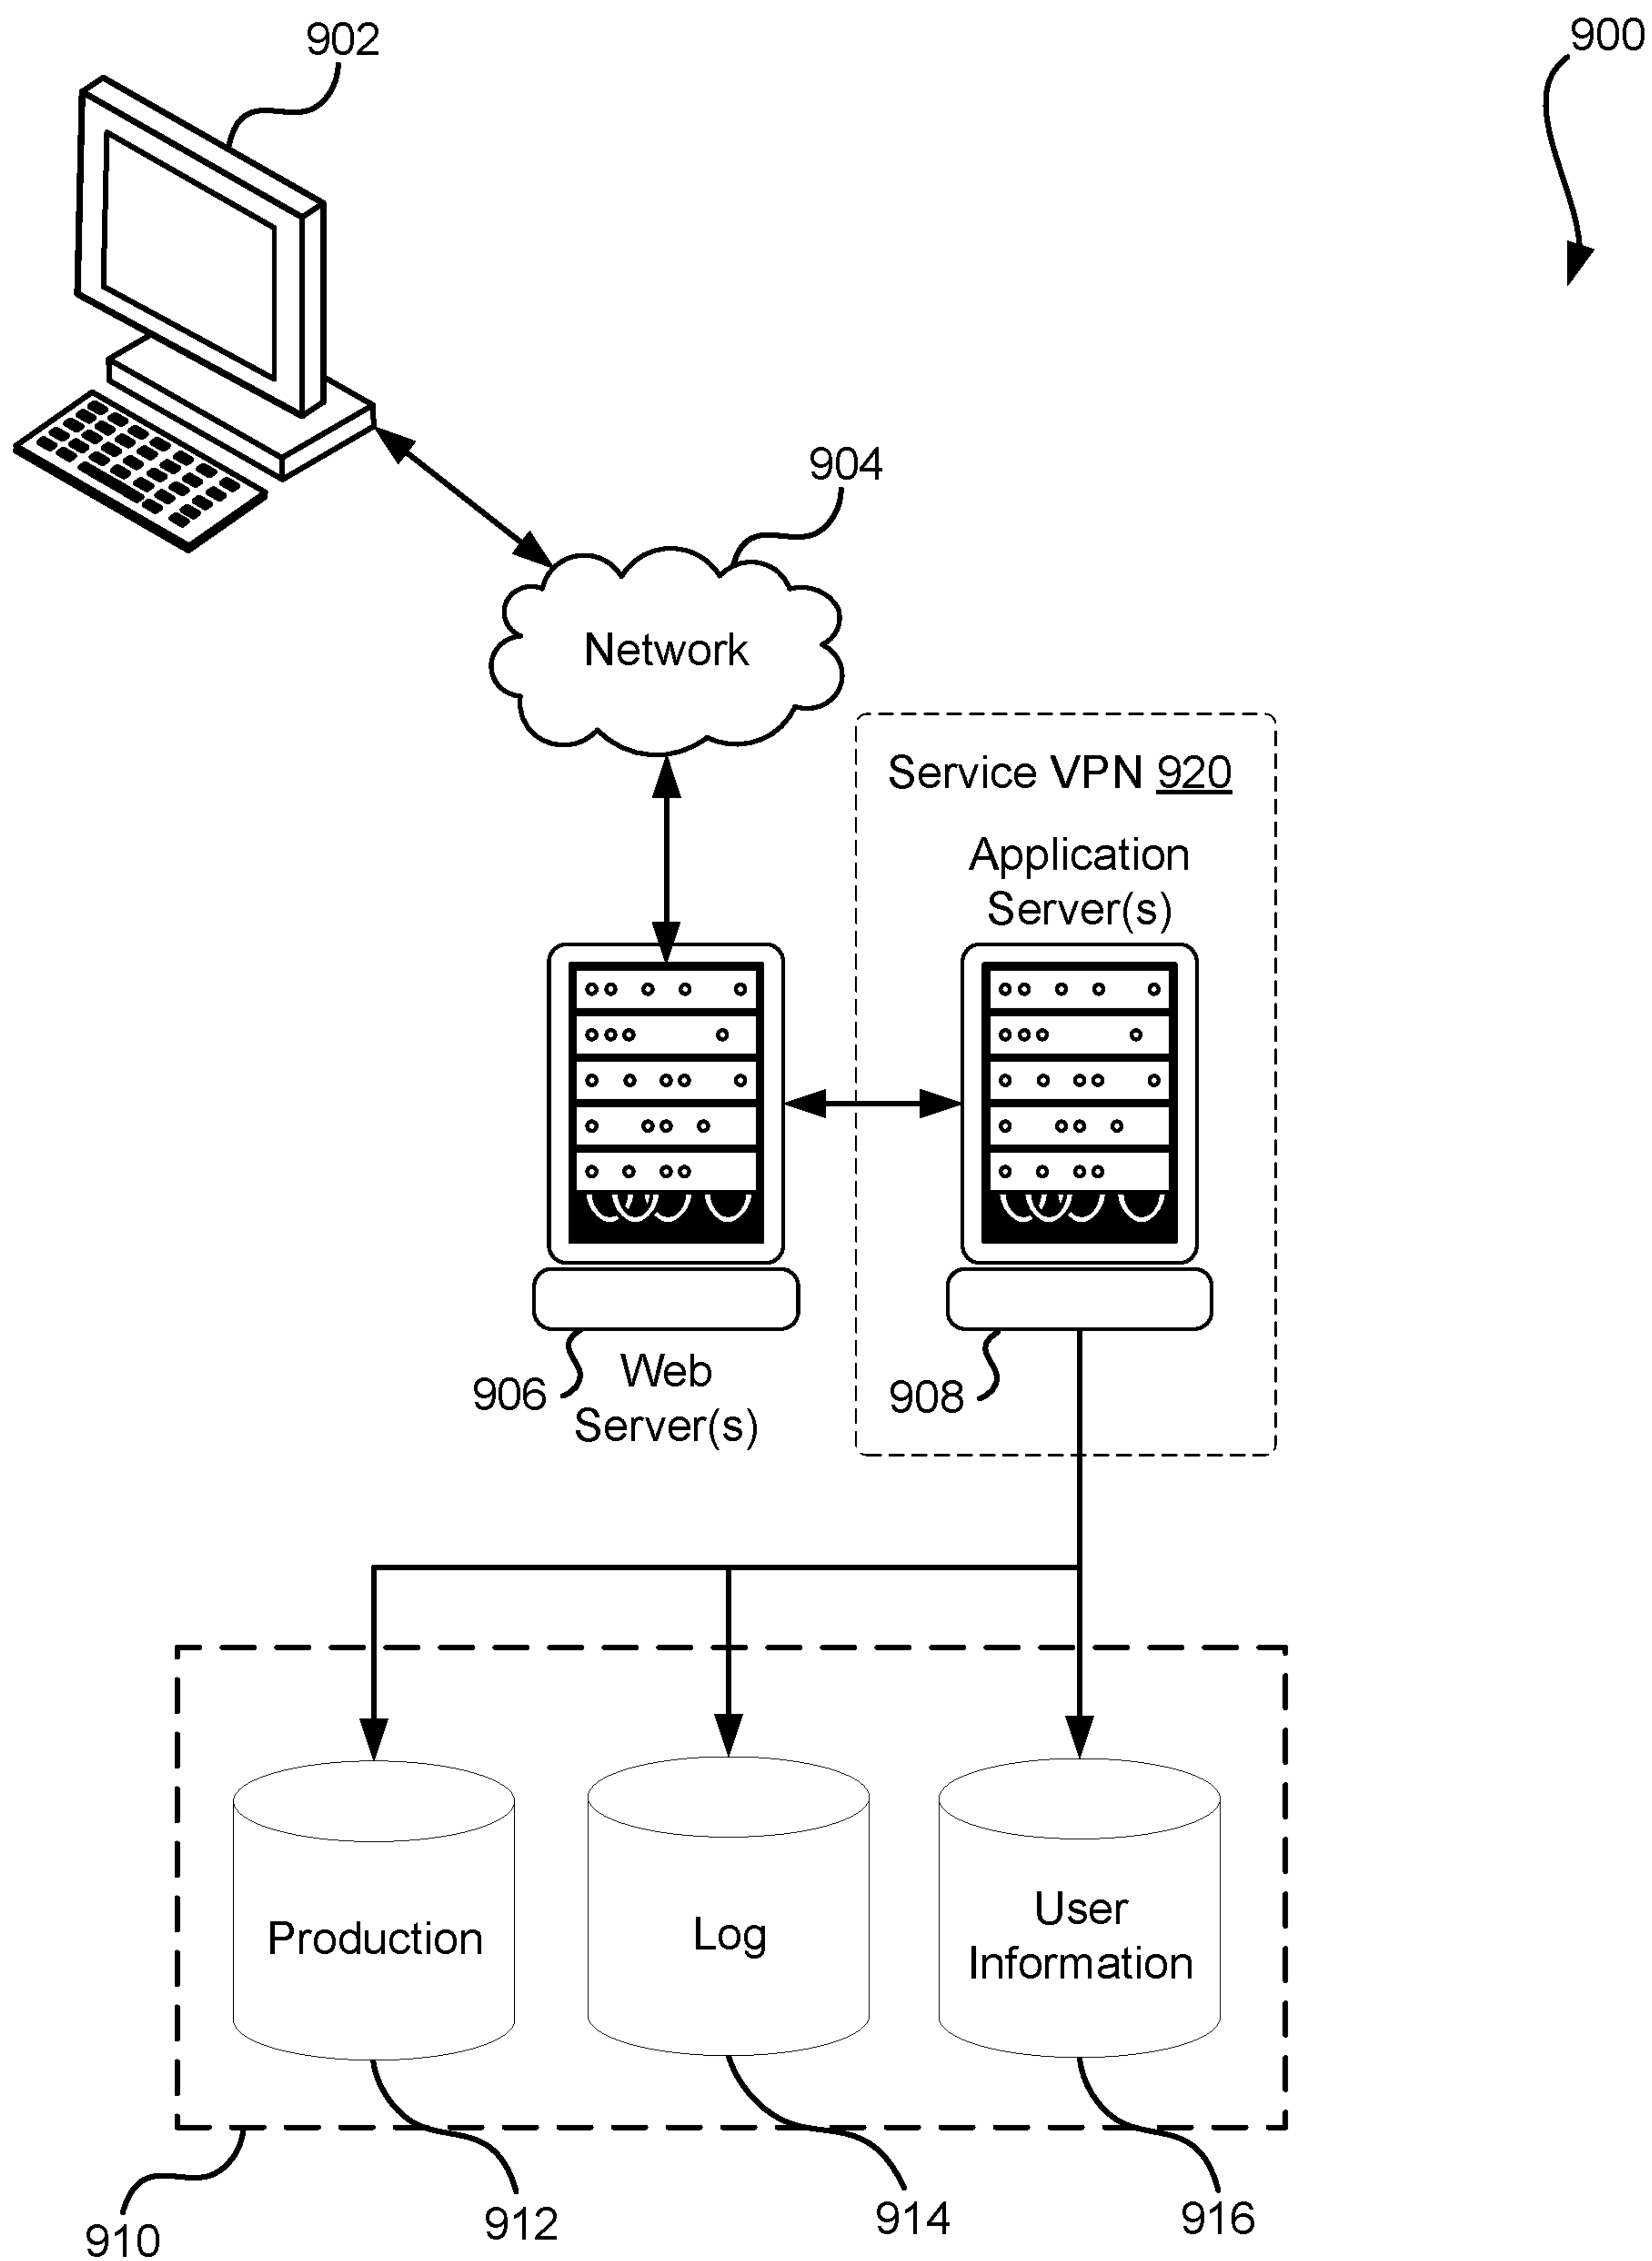 902
900
904
Network
Service VPN 920
Application
Server(s)
906
Web
Server(s)
908
Production
Log
User
Information
910
912
914
916